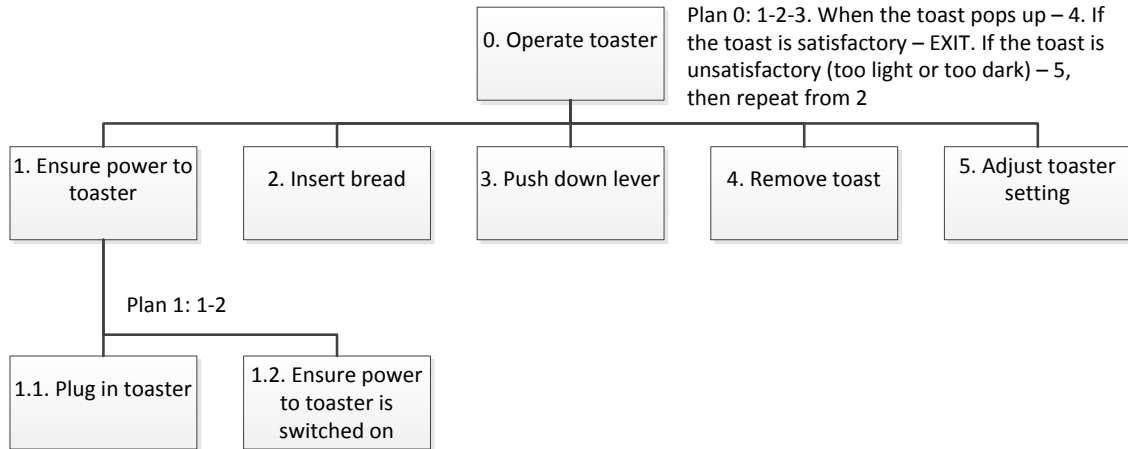 0. Operate toaster
Plan 0: 1-2-3. When the toast pops up – 4. If
the toast is satisfactory – EXIT. If the toast is
unsatisfactory (too light or too dark) – 5,
then repeat from 2
1. Ensure power to
toaster
2. Insert bread
3. Push down lever
4. Remove toast
5. Adjust toaster
setting
Plan 1: 1-2
1.1. Plug in toaster
1.2. Ensure power
to toaster is
switched on